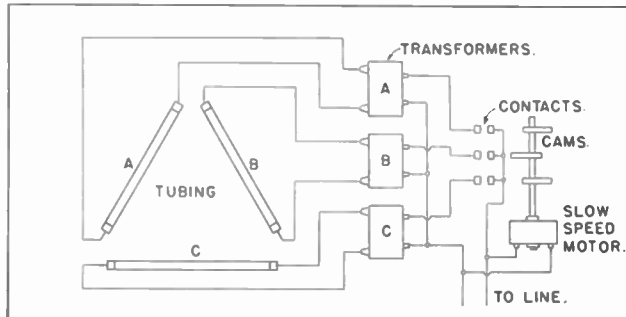 TRANSFORMERS.
A
CONTACTS.
CAMS.
A
B
B
TUBING
C
C
SLOW
SPEED
MOTOR.
TO LINE.